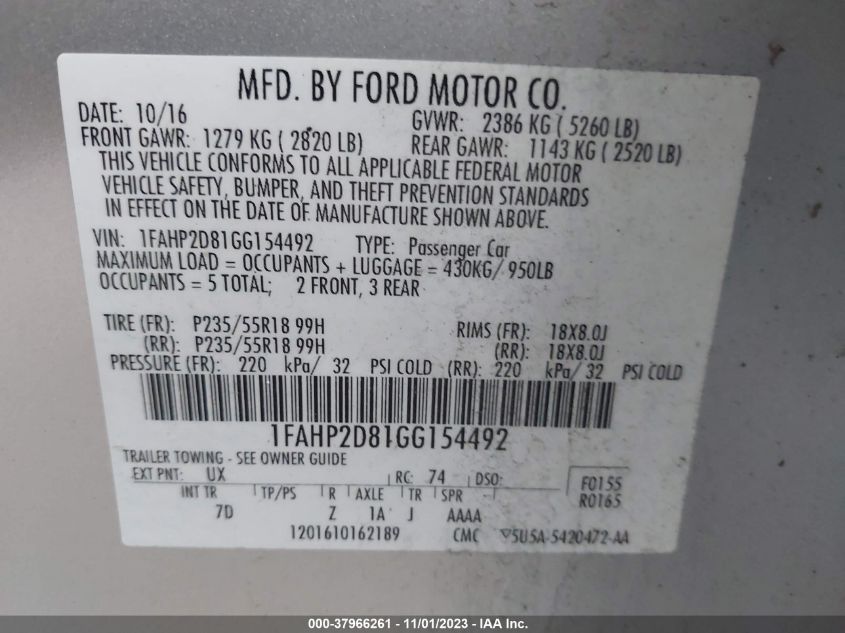 MFD. BY FORD MOTOR CO.
DATE: 10/16 GVWR: 2386 KG ( 5260 LB)
FRONT GAWR: 1279 KG ( 2820 LB) REAR GAWR: 1143 KG ( 2520 LB)
THIS VEHICLE CONFORMS TO ALL APPLICABLE FEDERAL MOTOR
VEHICLE SAFETY, BUMPER, AND THEFT PREVENTION STANDARDS
IN EFFECT ON THE DATE OF MANUFACTURE SHOWN ABOVE.
VIN: 1FAHP2D81GG154492 TYPE: Passenger Car
MAXIMUM LOAD = OCCUPANTS + LUGGAGE = 430KG/ 950LB
OCCUPANTS = 5 TOTAL; 2 FRONT, 3 REAR
TIRE (FR): P235/55R18 99H RIMS (FR): 18X8.0J
(RR): P235/55R18 99H (RR): 18X8.0J
PRESSURE (FR): 220 kPa/ 32 PSI COLD (RR): 220 kPa/ 32 PSI COLD
1FAHP2D81GG154492
TRAILER TOWING - SEE OWNER GUIDE
EXT PNT: UX RC: 74 DSO: F0155
INT TR TP/PS R AXLE TR SPR R0165
7D Z 1A J AAAA
1201610162189 CMC 5U5A-5420472-AA
000-37966261 - 11/01/2023 - IAA Inc.